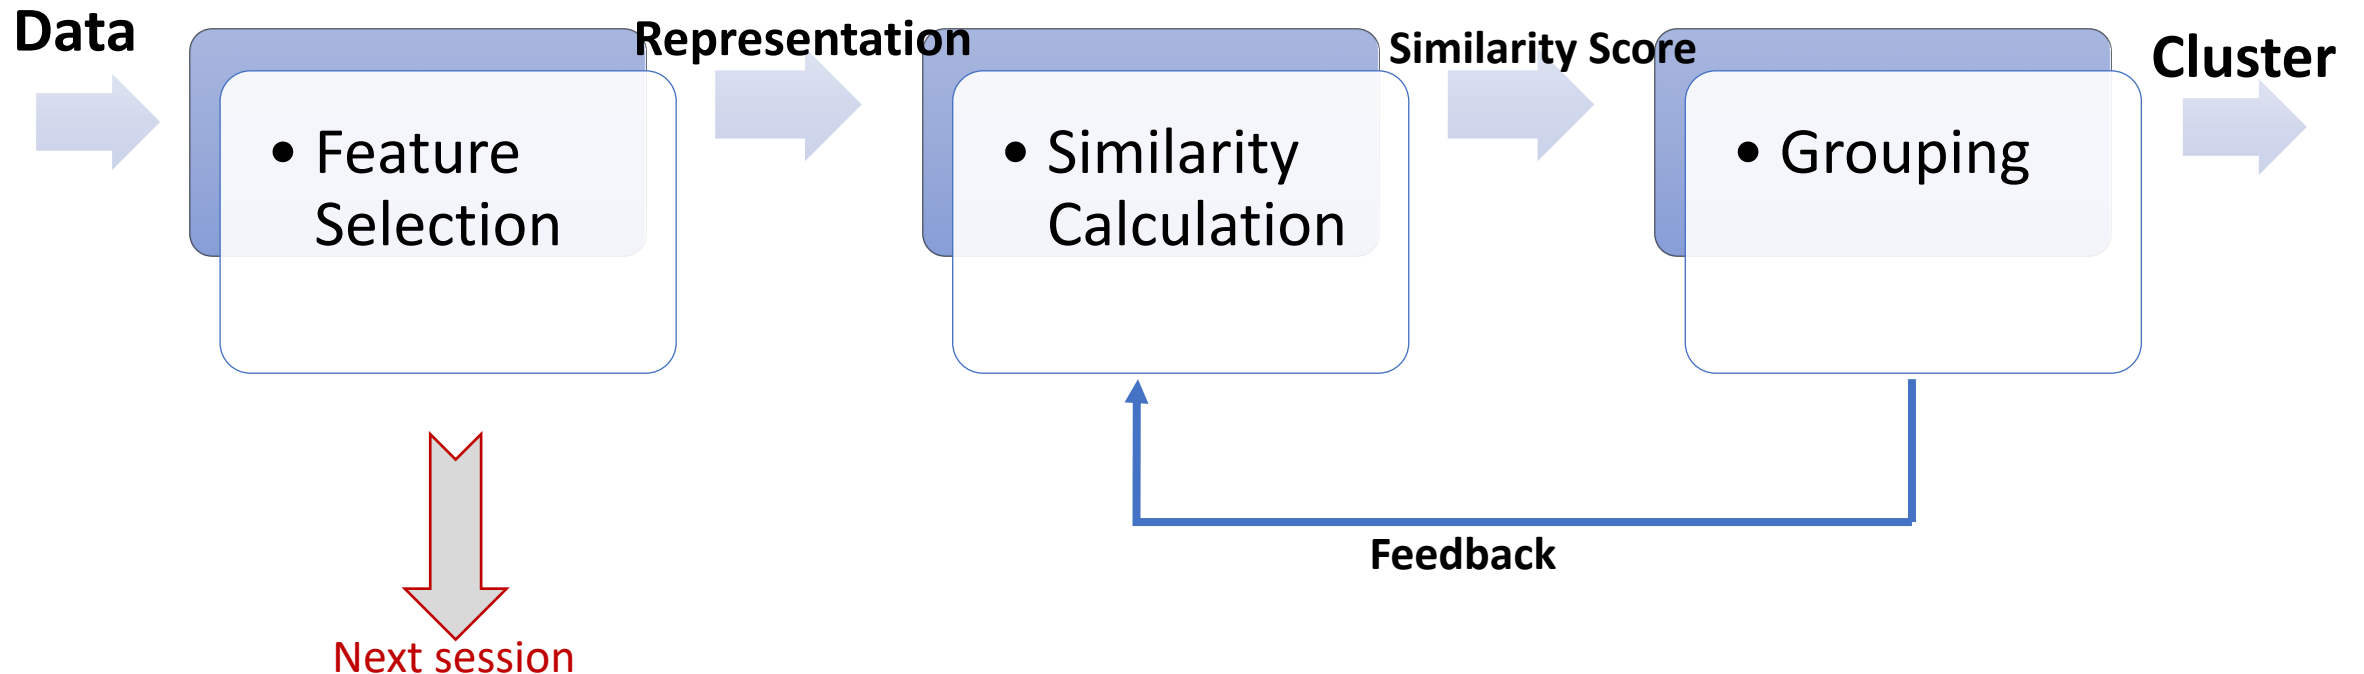 Data
Representation
Similarity Score
Cluster
• Feature
Selection
• Similarity
Calculation
• Grouping
Feedback
Next session